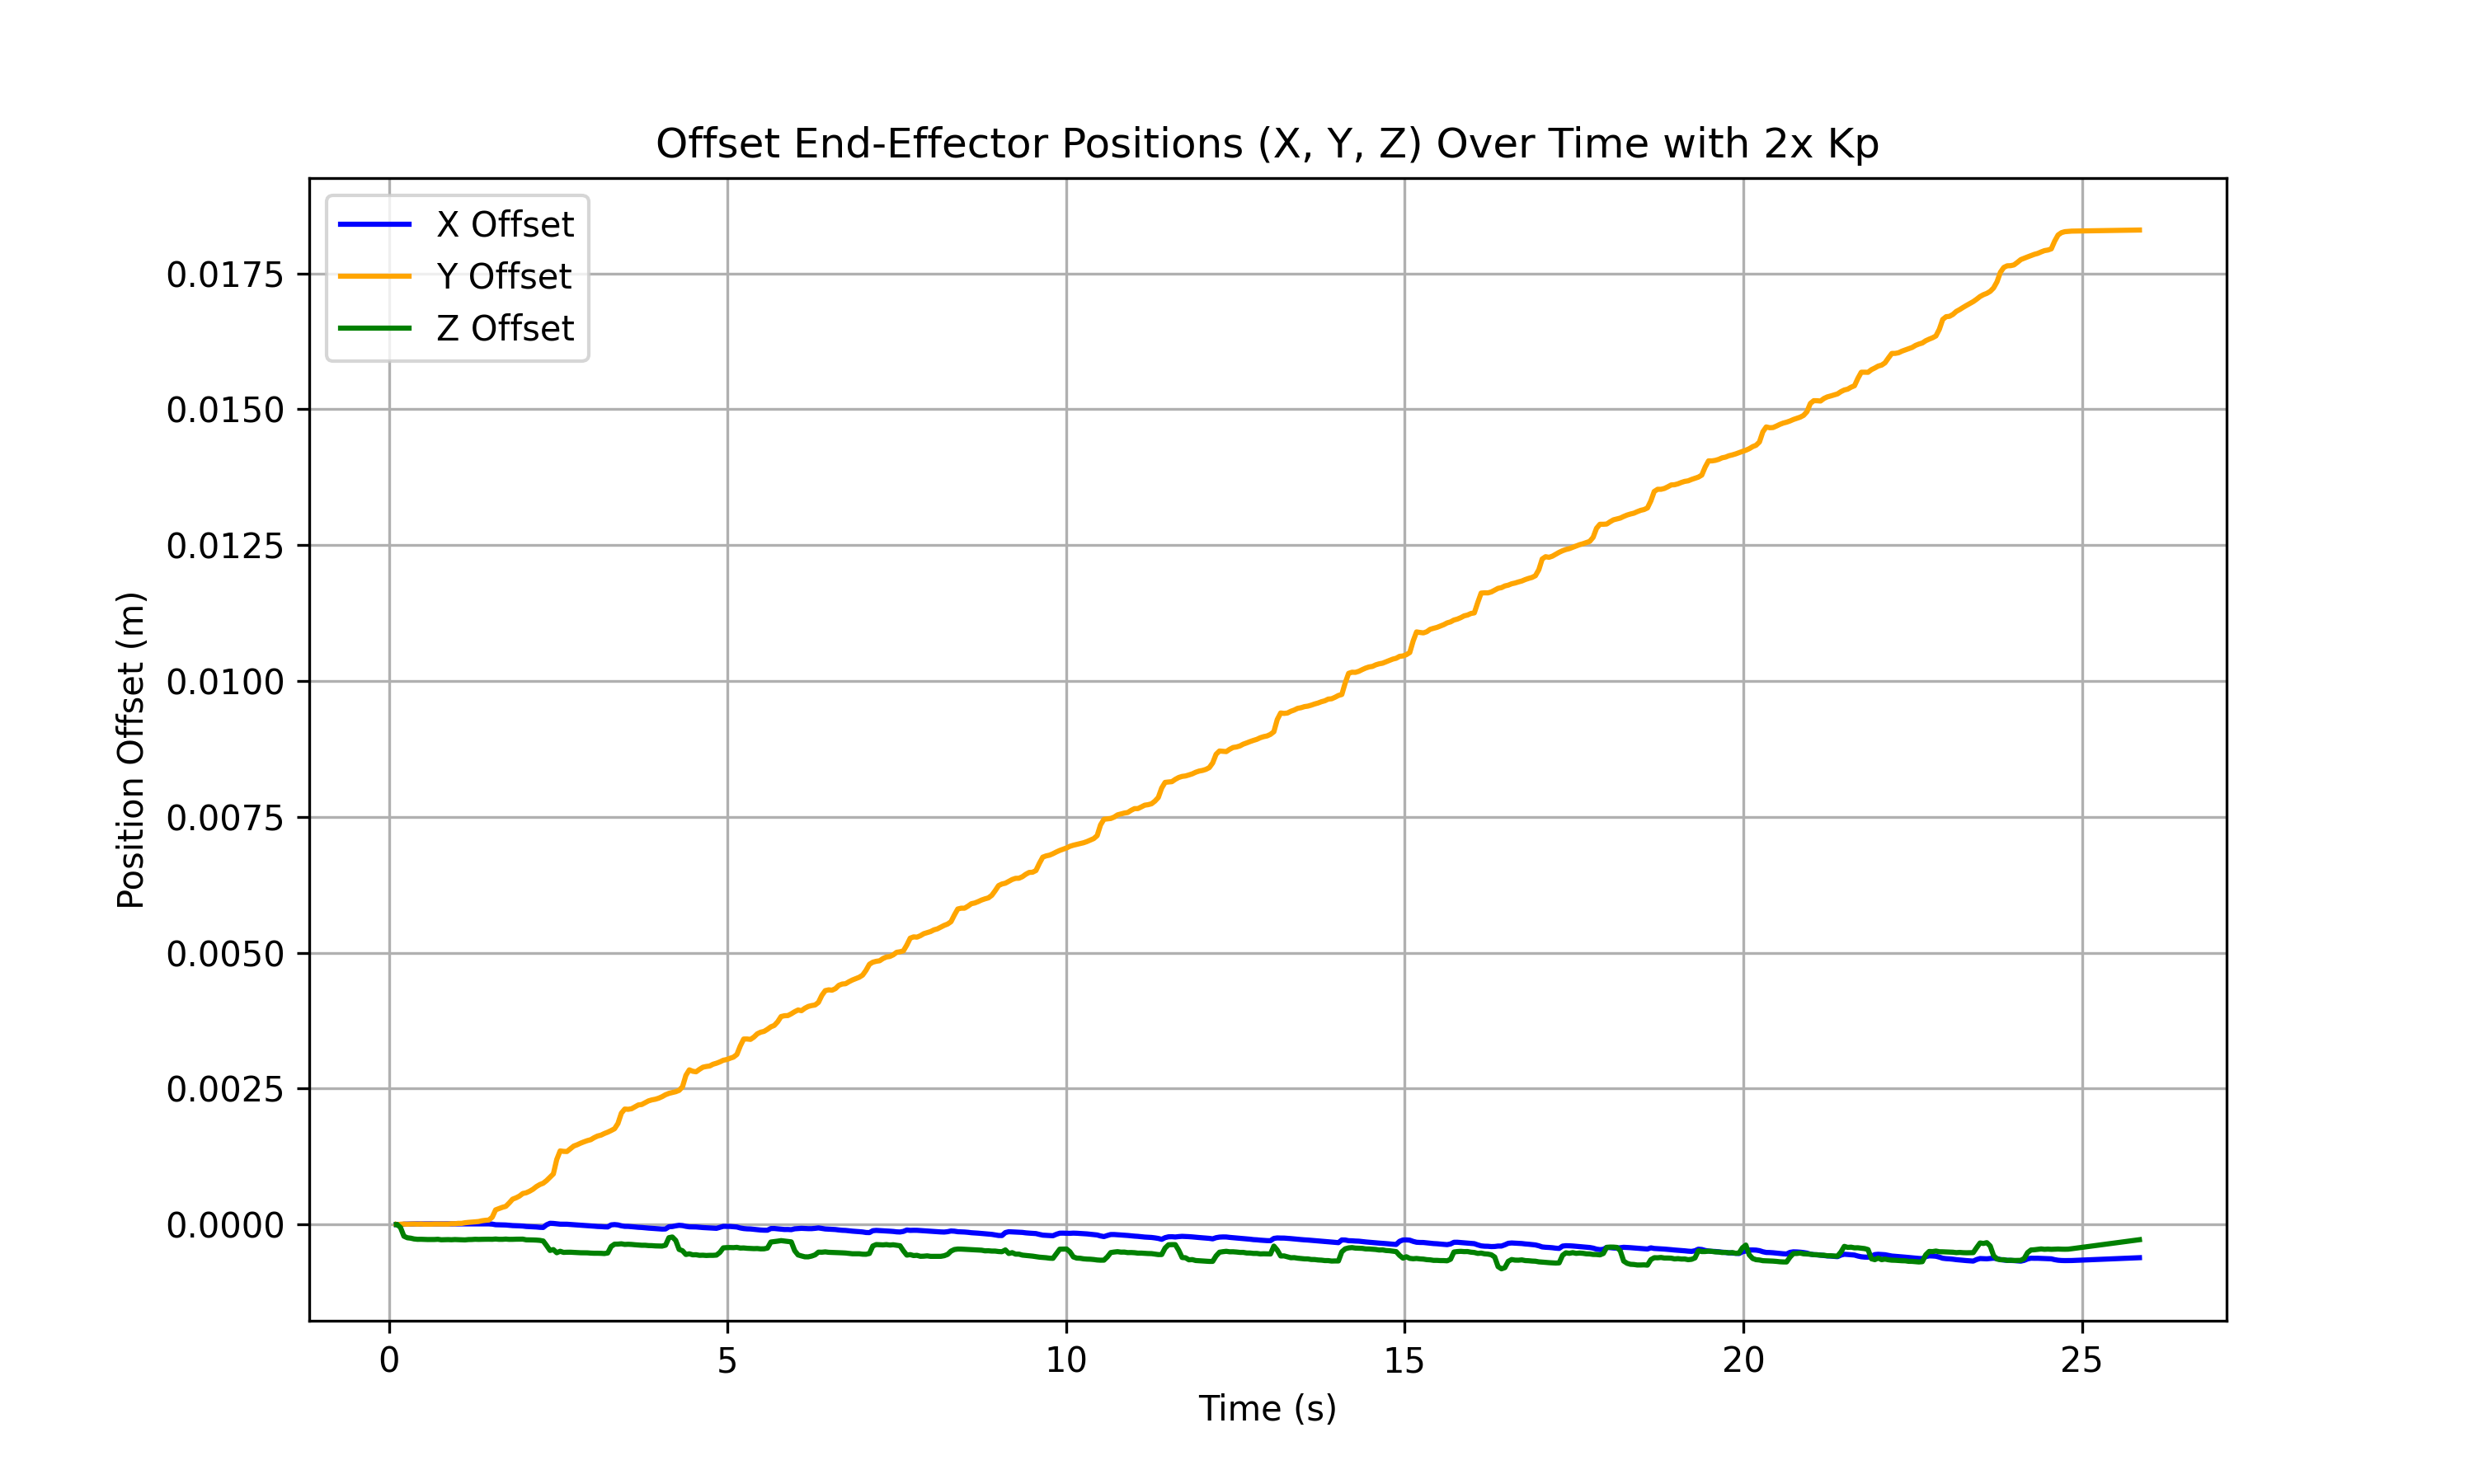 Offset End-Effector Positions (X, Y, Z) Over Time with 2x Kp
X Offset
Y Offset
Z Offset
0.0175
0.0150
0.0125
0.0100
0.0075
0.0050
0.0025
0.0000
Position Offset (m)
0 5 10 15 20 25
Time (s)